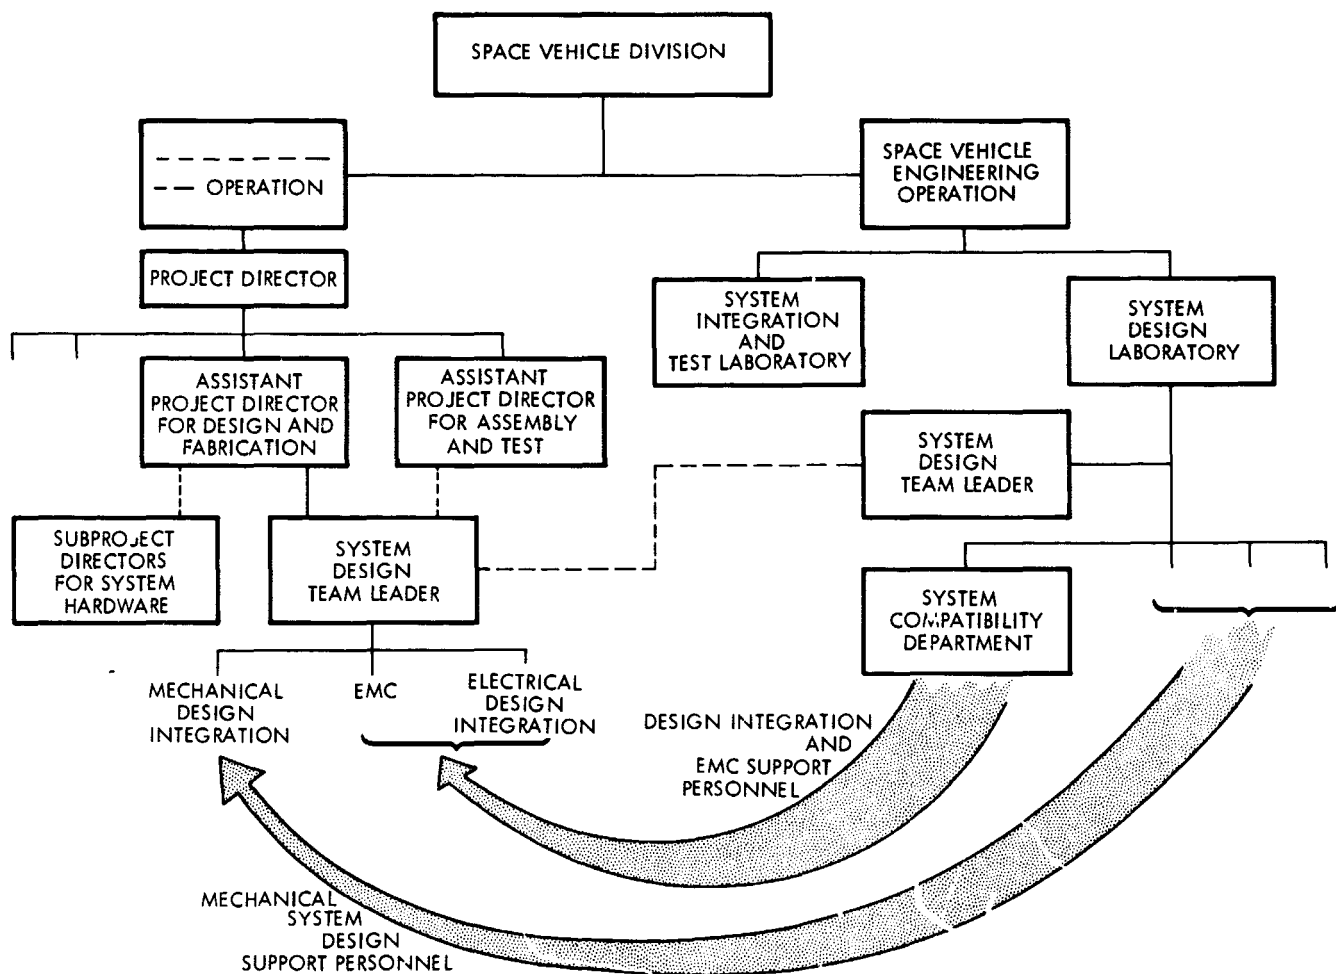 SPACE VEHICLE DIVISION
OPERATION
SPACE VEHICLE
ENGINEERING
OPERATION
PROJECT DIRECTOR
SYSTEM
INTEGRATION
AND
TEST LABORATORY
SYSTEM
DESIGN
LABORATORY
ASSISTANT
PROJECT DIRECTOR
FOR DESIGN AND
FABRICATION
ASSISTANT
PROJECT DIRECTOR
FOR ASSEMBLY
AND TEST
SYSTEM
DESIGN
TEAM LEADER
SUBPROJECT
DIRECTORS
FOR SYSTEM
HARDWARE
SYSTEM
DESIGN
TEAM LEADER
SYSTEM
COMPATIBILITY
DEPARTMENT
MECHANICAL
DESIGN
INTEGRATION
EMC
ELECTRICAL
DESIGN
INTEGRATION
DESIGN INTEGRATION
AND
EMC SUPPORT
PERSONNEL
MECHANICAL
SYSTEM
DESIGN
SUPPORT PERSONNEL